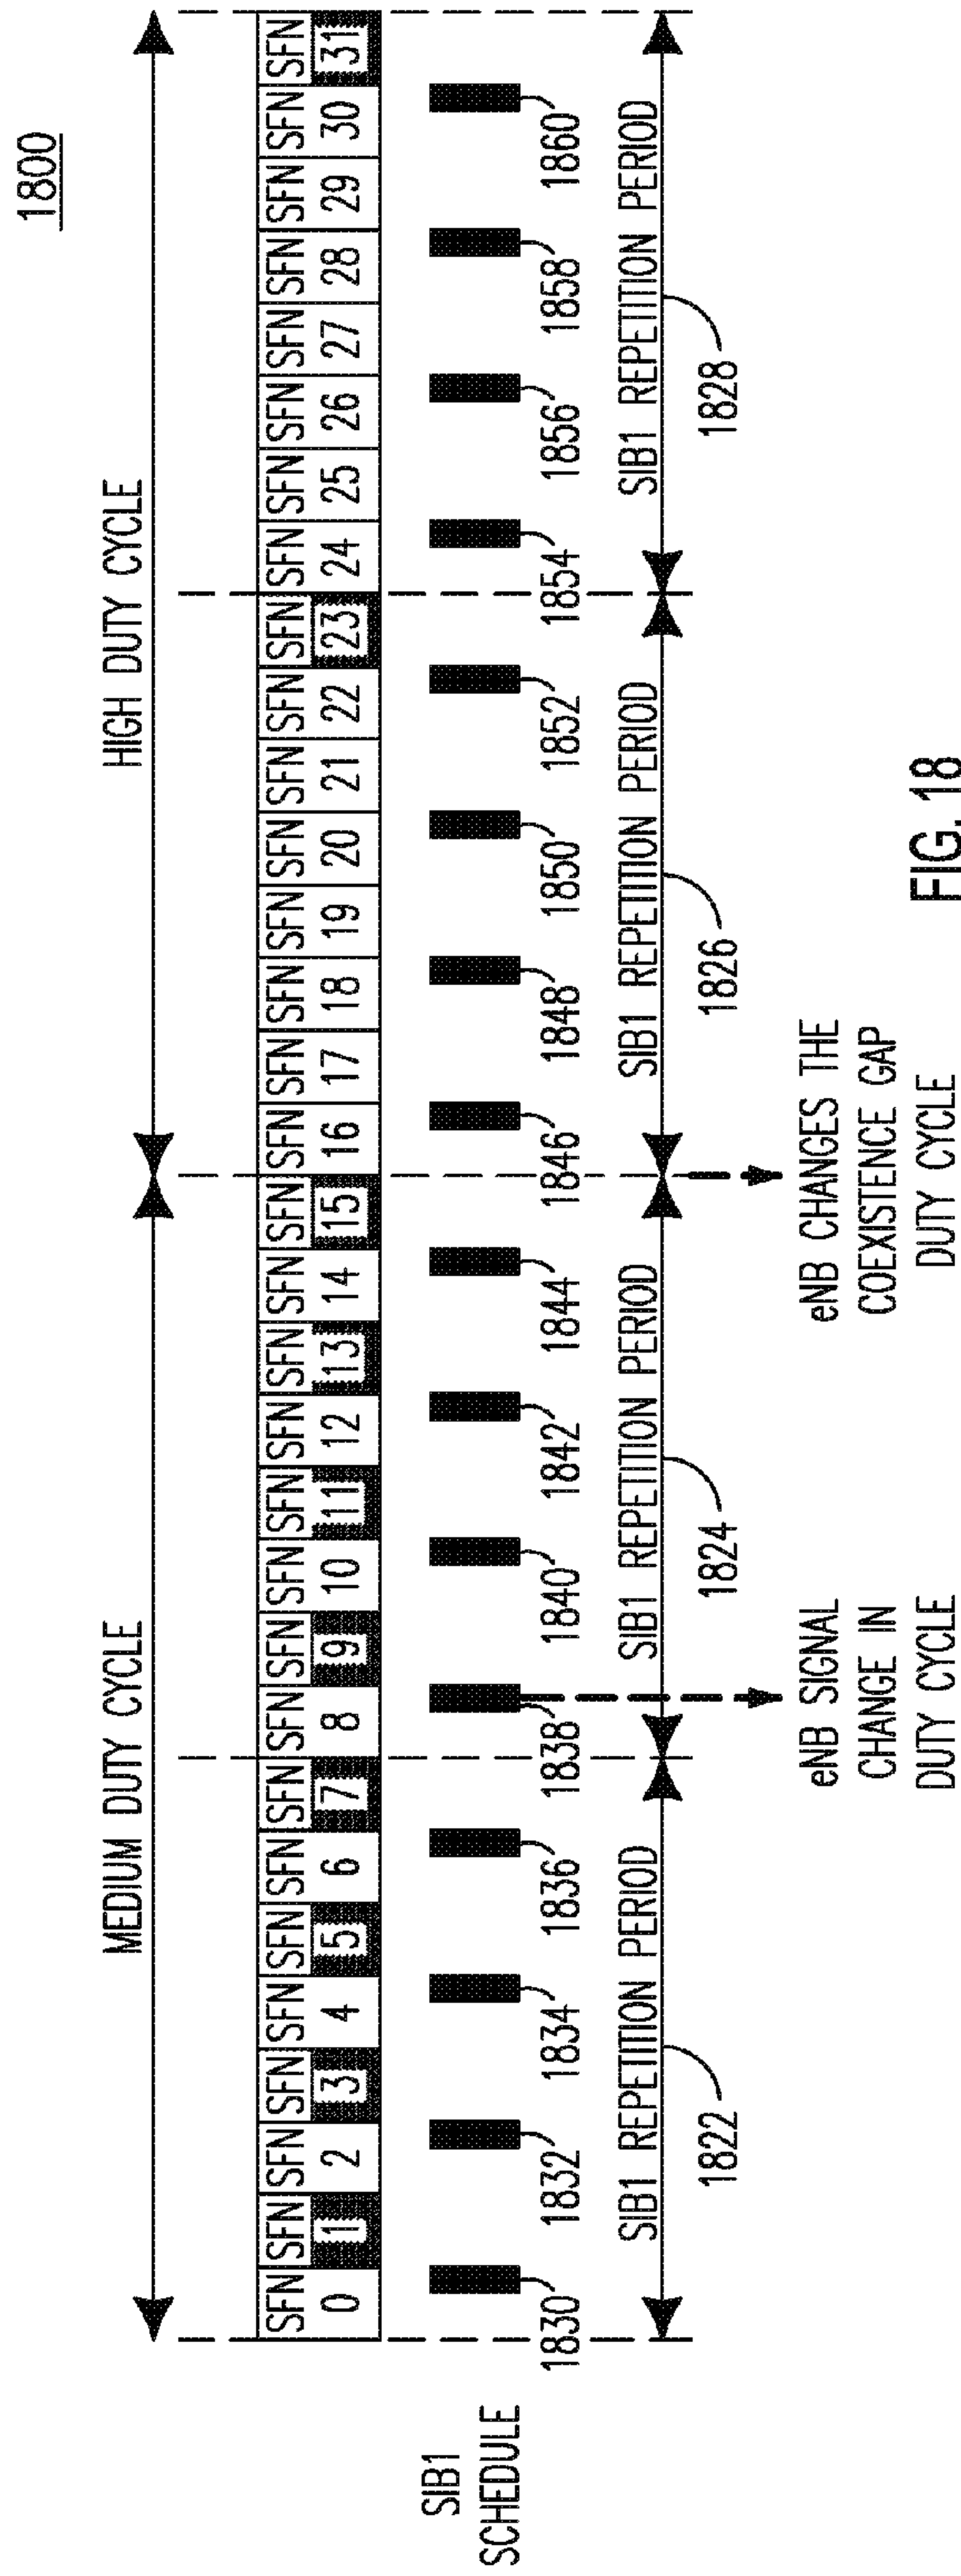 1800
MEDIUM DUTY CYCLE
HIGH DUTY CYCLE
SFN SFN SFN SFN SFN SFN SFN SFN SFN SFN SFN SFN SFN SFN SFN SFN SFN SFN SFN SFN SFN SFN SFN SFN SFN SFN SFN SFN SFN SFN SFN SFN
0 1 2 3 4 5 6 7 8 9 10 11 12 13 14 15 16 17 18 19 20 21 22 23 24 25 26 27 28 29 30 31
SIB1
SCHEDULE
1830 1832 1834 1836 1838 1840 1842 1844 1846 1848 1850 1852 1854 1856 1858 1860
SIB1 REPETITION PERIOD
SIB1 REPETITION PERIOD
SIB1 REPETITION PERIOD
SIB1 REPETITION PERIOD
1822
1824
1826
1828
eNB SIGNAL
CHANGE IN
DUTY CYCLE
eNB CHANGES THE
COEXISTENCE GAP
DUTY CYCLE
FIG. 18